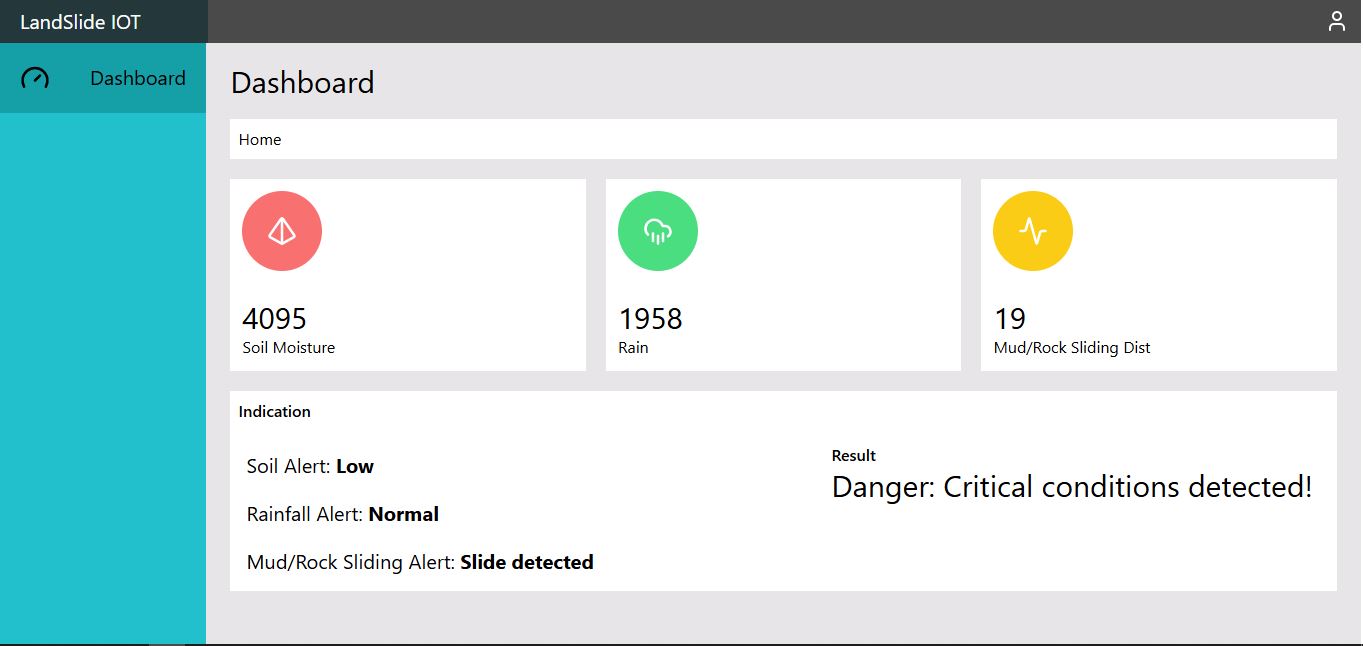 LandSlide IOT
Dashboard
Dashboard
Home
4095
Soil Moisture
1958
Rain
19
Mud/Rock Sliding Dist
Indication
Soil Alert: Low
Rainfall Alert: Normal
Mud/Rock Sliding Alert: Slide detected
Result
Danger: Critical conditions detected!